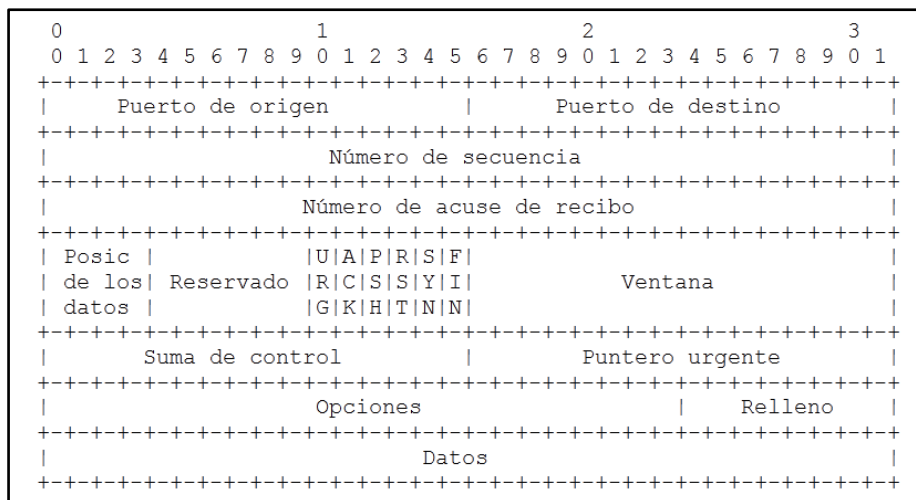 0                   1                   2                   3
0 1 2 3 4 5 6 7 8 9 0 1 2 3 4 5 6 7 8 9 0 1 2 3 4 5 6 7 8 9 0 1
+-+-+-+-+-+-+-+-+-+-+-+-+-+-+-+-+-+-+-+-+-+-+-+-+-+-+-+-+-+-+-+-+
|     Puerto de origen          |      Puerto de destino        |
+-+-+-+-+-+-+-+-+-+-+-+-+-+-+-+-+-+-+-+-+-+-+-+-+-+-+-+-+-+-+-+-+
|                     Número de secuencia                       |
+-+-+-+-+-+-+-+-+-+-+-+-+-+-+-+-+-+-+-+-+-+-+-+-+-+-+-+-+-+-+-+-+
|                   Número de acuse de recibo                   |
+-+-+-+-+-+-+-+-+-+-+-+-+-+-+-+-+-+-+-+-+-+-+-+-+-+-+-+-+-+-+-+-+
| Posic |           |U|A|P|R|S|F|                               |
| de los| Reservado |R|C|S|S|Y|I|           Ventana             |
| datos |           |G|K|H|T|N|N|                               |
+-+-+-+-+-+-+-+-+-+-+-+-+-+-+-+-+-+-+-+-+-+-+-+-+-+-+-+-+-+-+-+-+
|       Suma de control         |        Puntero urgente        |
+-+-+-+-+-+-+-+-+-+-+-+-+-+-+-+-+-+-+-+-+-+-+-+-+-+-+-+-+-+-+-+-+
|                    Opciones                   |    Relleno    |
+-+-+-+-+-+-+-+-+-+-+-+-+-+-+-+-+-+-+-+-+-+-+-+-+-+-+-+-+-+-+-+-+
|                            Datos                              |
+-+-+-+-+-+-+-+-+-+-+-+-+-+-+-+-+-+-+-+-+-+-+-+-+-+-+-+-+-+-+-+-+